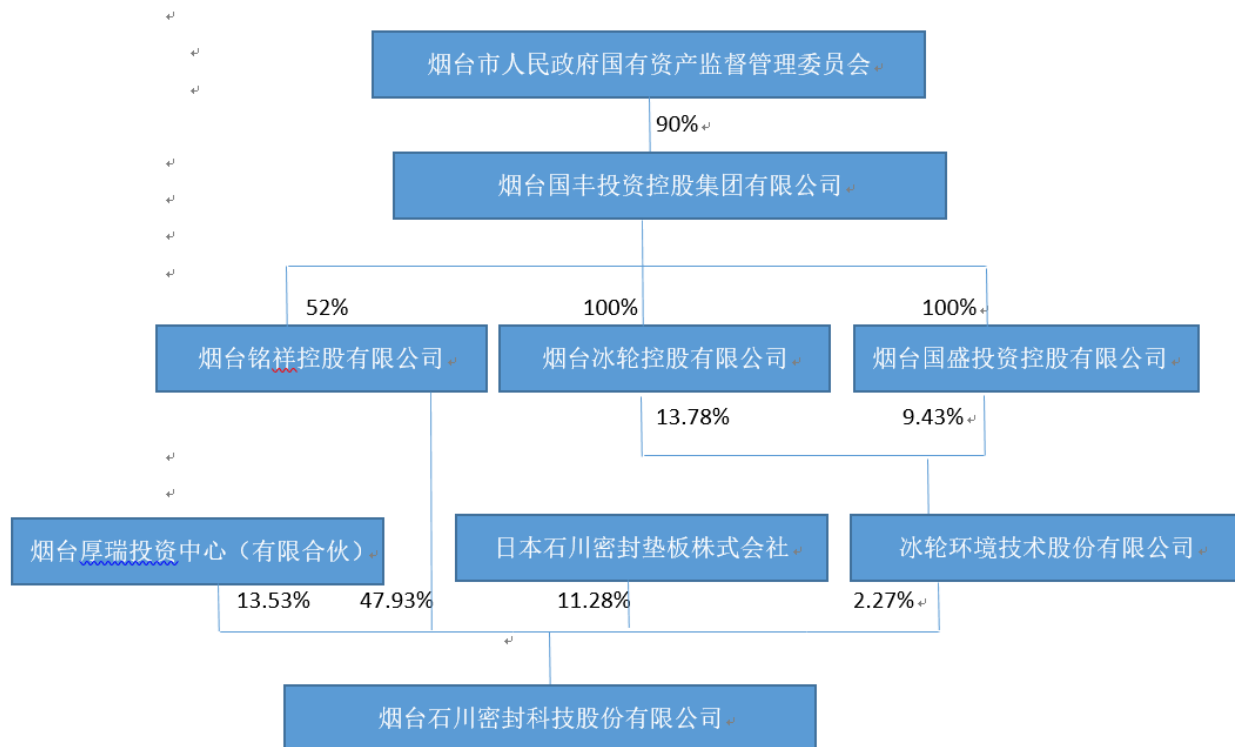 烟台市人民政府国有资产监督管理委员会
90%
烟台国丰投资控股集团有限公司
52%
100%
100%
烟台铭祥控股有限公司
烟台冰轮控股有限公司
烟台国盛投资控股有限公司
13.78%
9.43%
烟台厚瑞投资中心（有限合伙）
日本石川密封垫板株式会社
冰轮环境技术股份有限公司
13.53%
47.93%
11.28%
2.27%
烟台石川密封科技股份有限公司